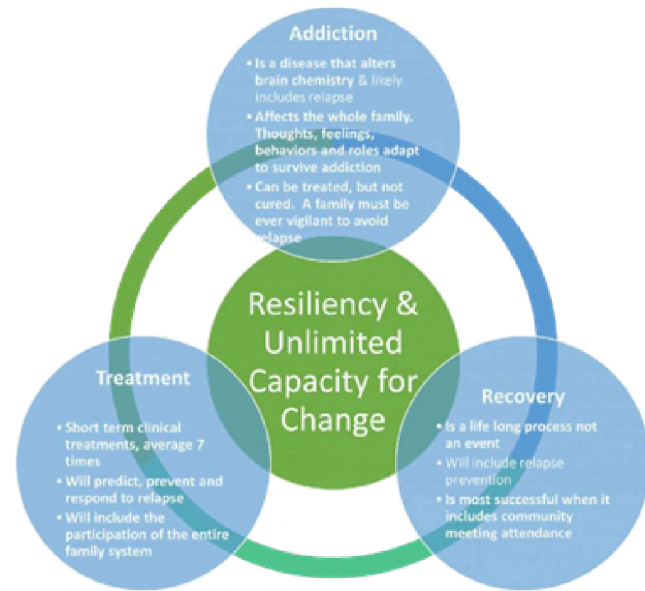 Addiction
• Is a disease that alters
brain chemistry & likely
includes relapse
• Affects the whole family.
Thoughts, feelings,
behaviors and roles adapt
to survive addiction
• Can be treated, but not
cured. A family must be
ever vigilant to avoid
relapse
Resiliency &
Unlimited
Capacity for
Change
Treatment
• Short term clinical
treatments, average 7
times
• Will predict, prevent and
respond to relapse
• Will include the
participation of the entire
family system
Recovery
• Is a life long process not
an event
• Will include relapse
prevention
• Is most successful when it
includes community
meeting attendance